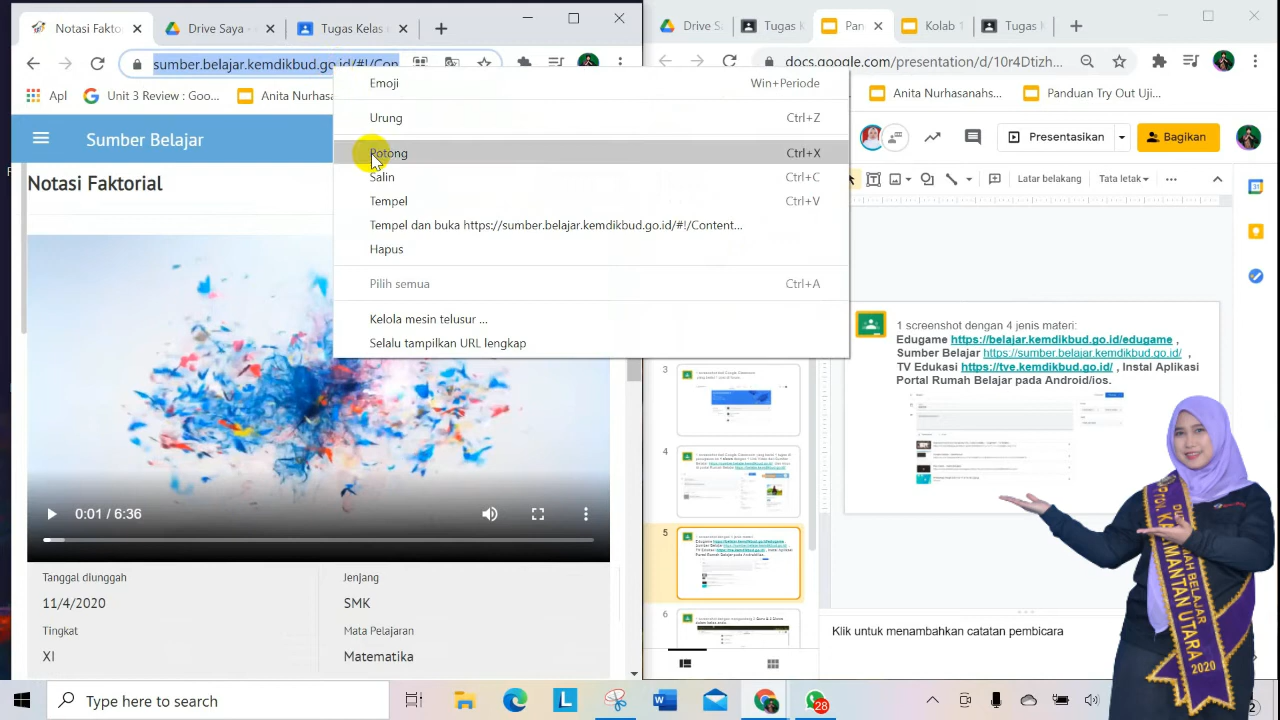 Notasi Fakto
Drive Saya -
Tugas Kelas
sumber.belajar.kemdikbud.go.id/#!/Con
Apl
Unit 3 Review : Goo...
Anita Nurhasa
Sumber Belajar
Notasi Faktorial
0:01 / 6:36
Tanggal diunggah
Jenjang
11/4/2020
SMK
Tingkat
Mata Pelajaran
XI
Matematika
Emoji
Win+Periode
Urung
Ctrl+Z
Potong
Ctrl+X
Salin
Ctrl+C
Tempel
Ctrl+V
Tempel dan buka https://sumber.belajar.kemdikbud.go.id/#!/Content...
Hapus
Pilih semua
Ctrl+A
Kelola mesin telusur ...
Selalu tampilkan URL lengkap
Drive S
Tugas
Pan
Kolab 1
Tugas
docs.google.com/presentation/d/10r4Dtizh...
Anita Nurhasanahs...
Panduan Try Out Uji...
Presentasikan
Bagikan
Latar belakang
Tata letak
31
1 screenshot dengan 4 jenis materi:
Edugame https://belajar.kemdikbud.go.id/edugame ,
Sumber Belajar https://sumber.belajar.kemdikbud.go.id/ ,
TV Edukasi https://tve.kemdikbud.go.id/ , Instal Aplikasi
Portal Rumah Belajar pada Android/ios.
3
4
5
6
Klik untuk menambahkan catatan pembicara
2020
Type here to search
28
2